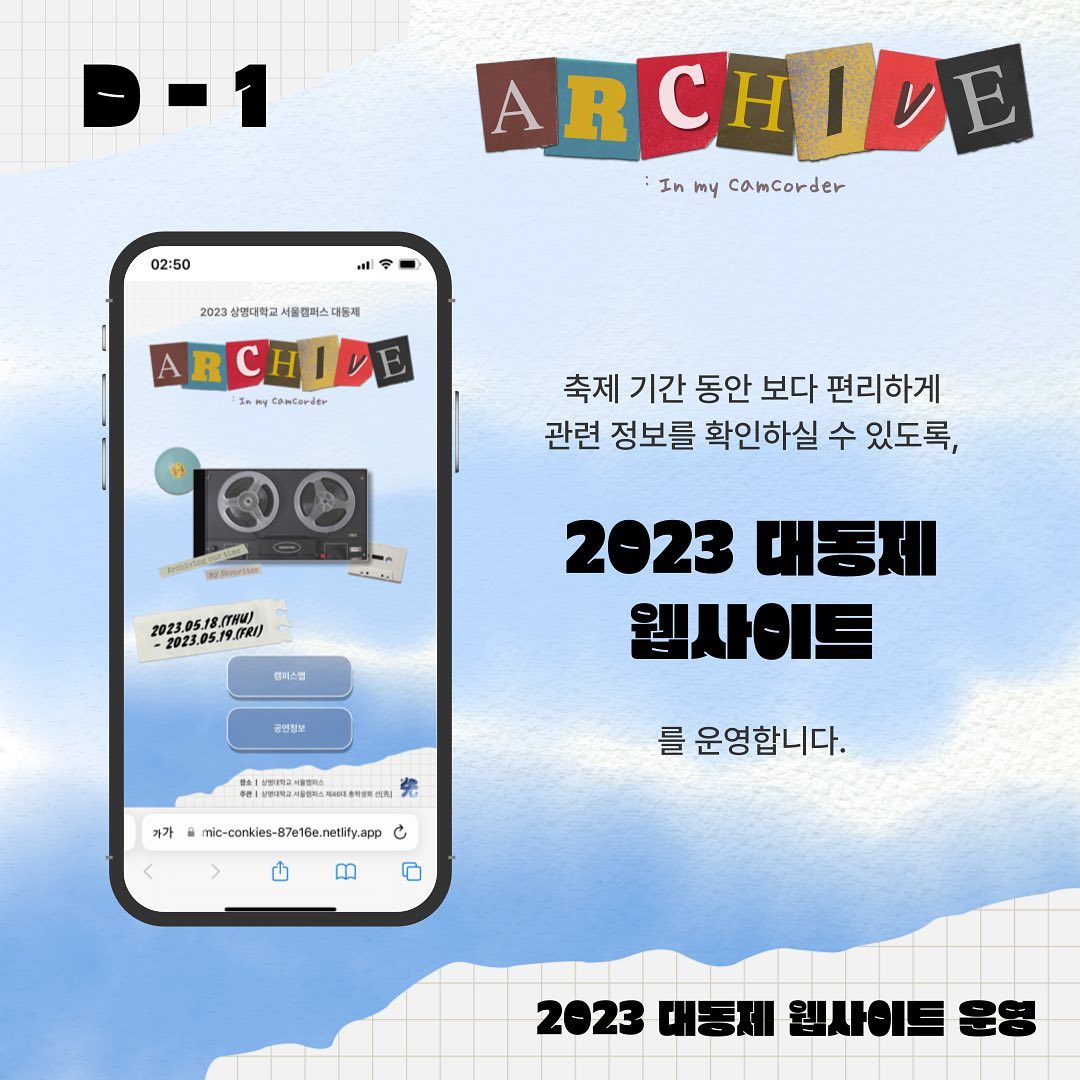 D-1
ARCHIVE
: In my Camcorder
02:50
2023 상명대학교 서울캠퍼스 대동제
ARCHIVE
: In my Camcorder
Archiving our time
my favorites
2023.05.18.(THU)
- 2023.05.19.(FRI)
캠퍼스맵
공연정보
장소 | 상명대학교 서울캠퍼스
주관 | 상명대학교 서울캠퍼스 제46대 총학생회 선[先]
가가 mic-conkies-87e16e.netlify.app
축제 기간 동안 보다 편리하게
관련 정보를 확인하실 수 있도록,
2023 대동제
웹사이트
를 운영합니다.
2023 대동제 웹사이트 운영